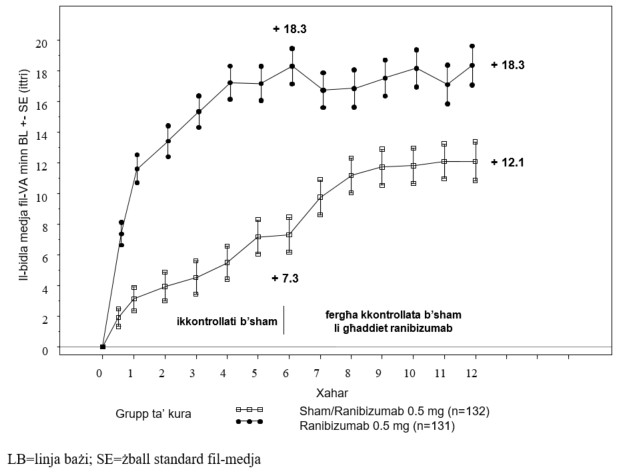 Il-bidla medja fil-VA minn BL +- SE (ittri)
20
18
16
14
12
10
8
6
4
2
0
+ 18.3
+ 18.3
+ 12.1
+ 7.3
ikkontrollati b'sham
fergħa kkontrollata b'sham
li għaddiet ranibizumab
0 1 2 3 4 5 6 7 8 9 10 11 12
Xahar
Grupp ta' kura
Sham/Ranibizumab 0.5 mg (n=132)
Ranibizumab 0.5 mg (n=131)
LB=linja bażi; SE=żball standard fil-medja